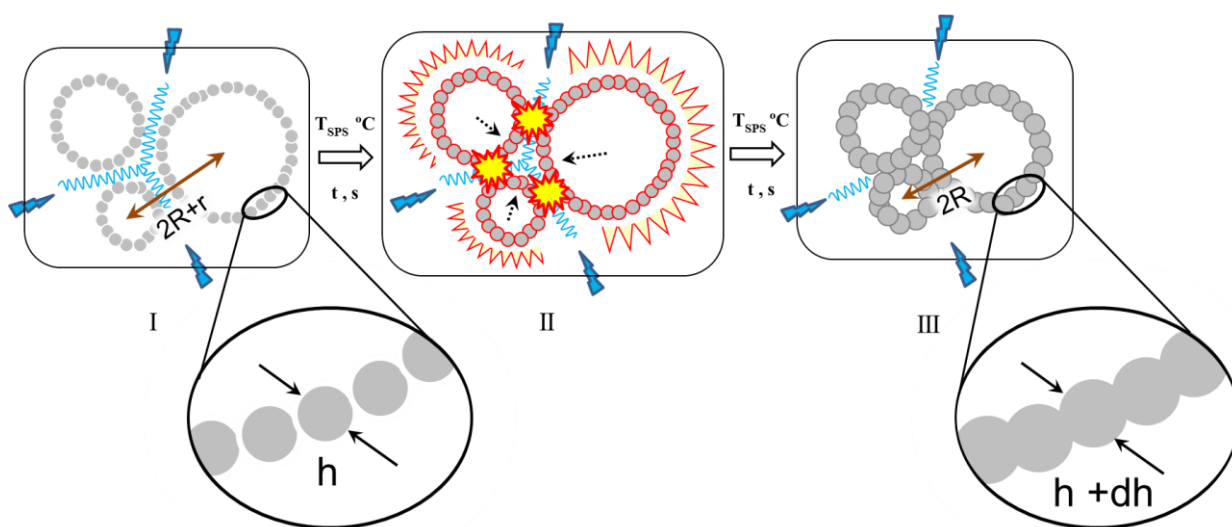 T_SPS °C
t , s
T_SPS °C
t , s
2R+r
2R
I
II
III
h
h +dh